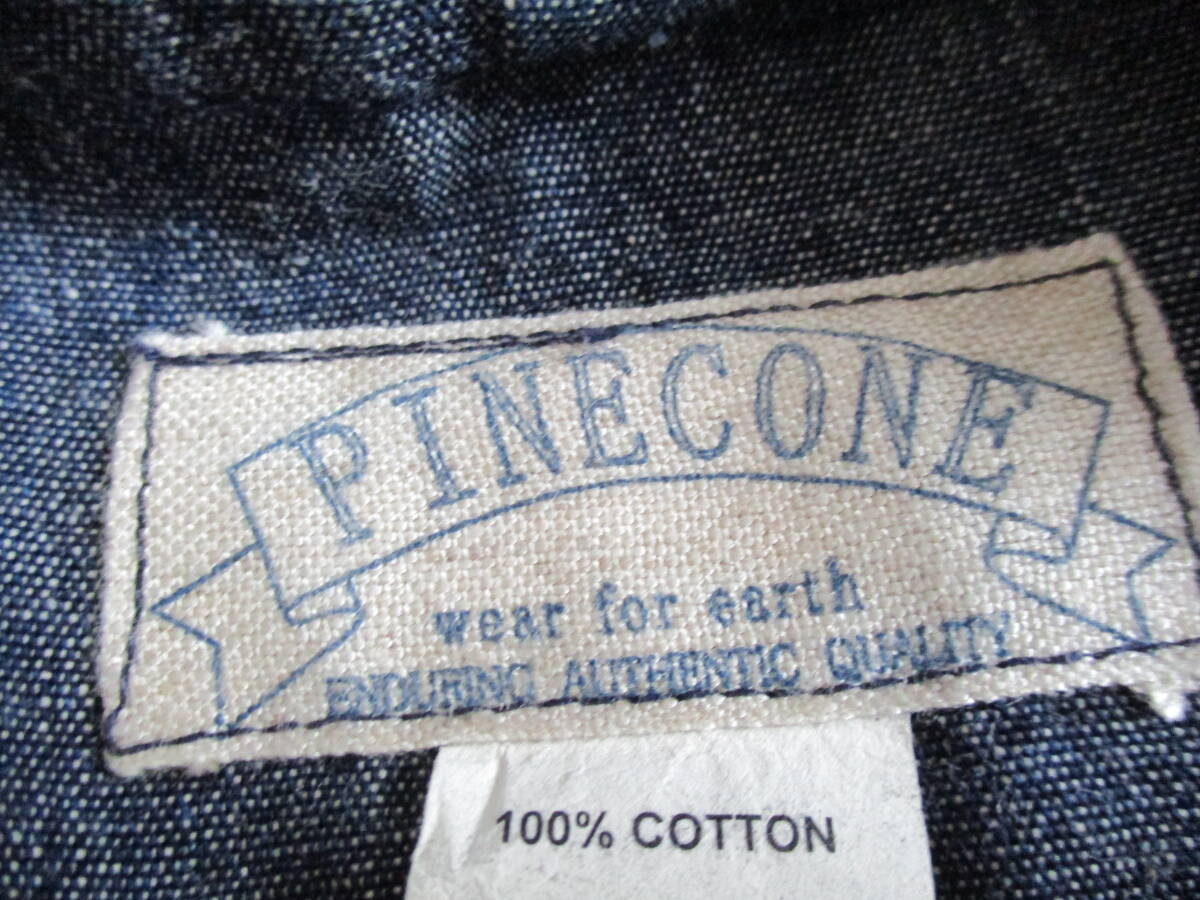 PINECONE
wear for earth
ENDURING AUTHENTIC QUALITY
100% COTTON